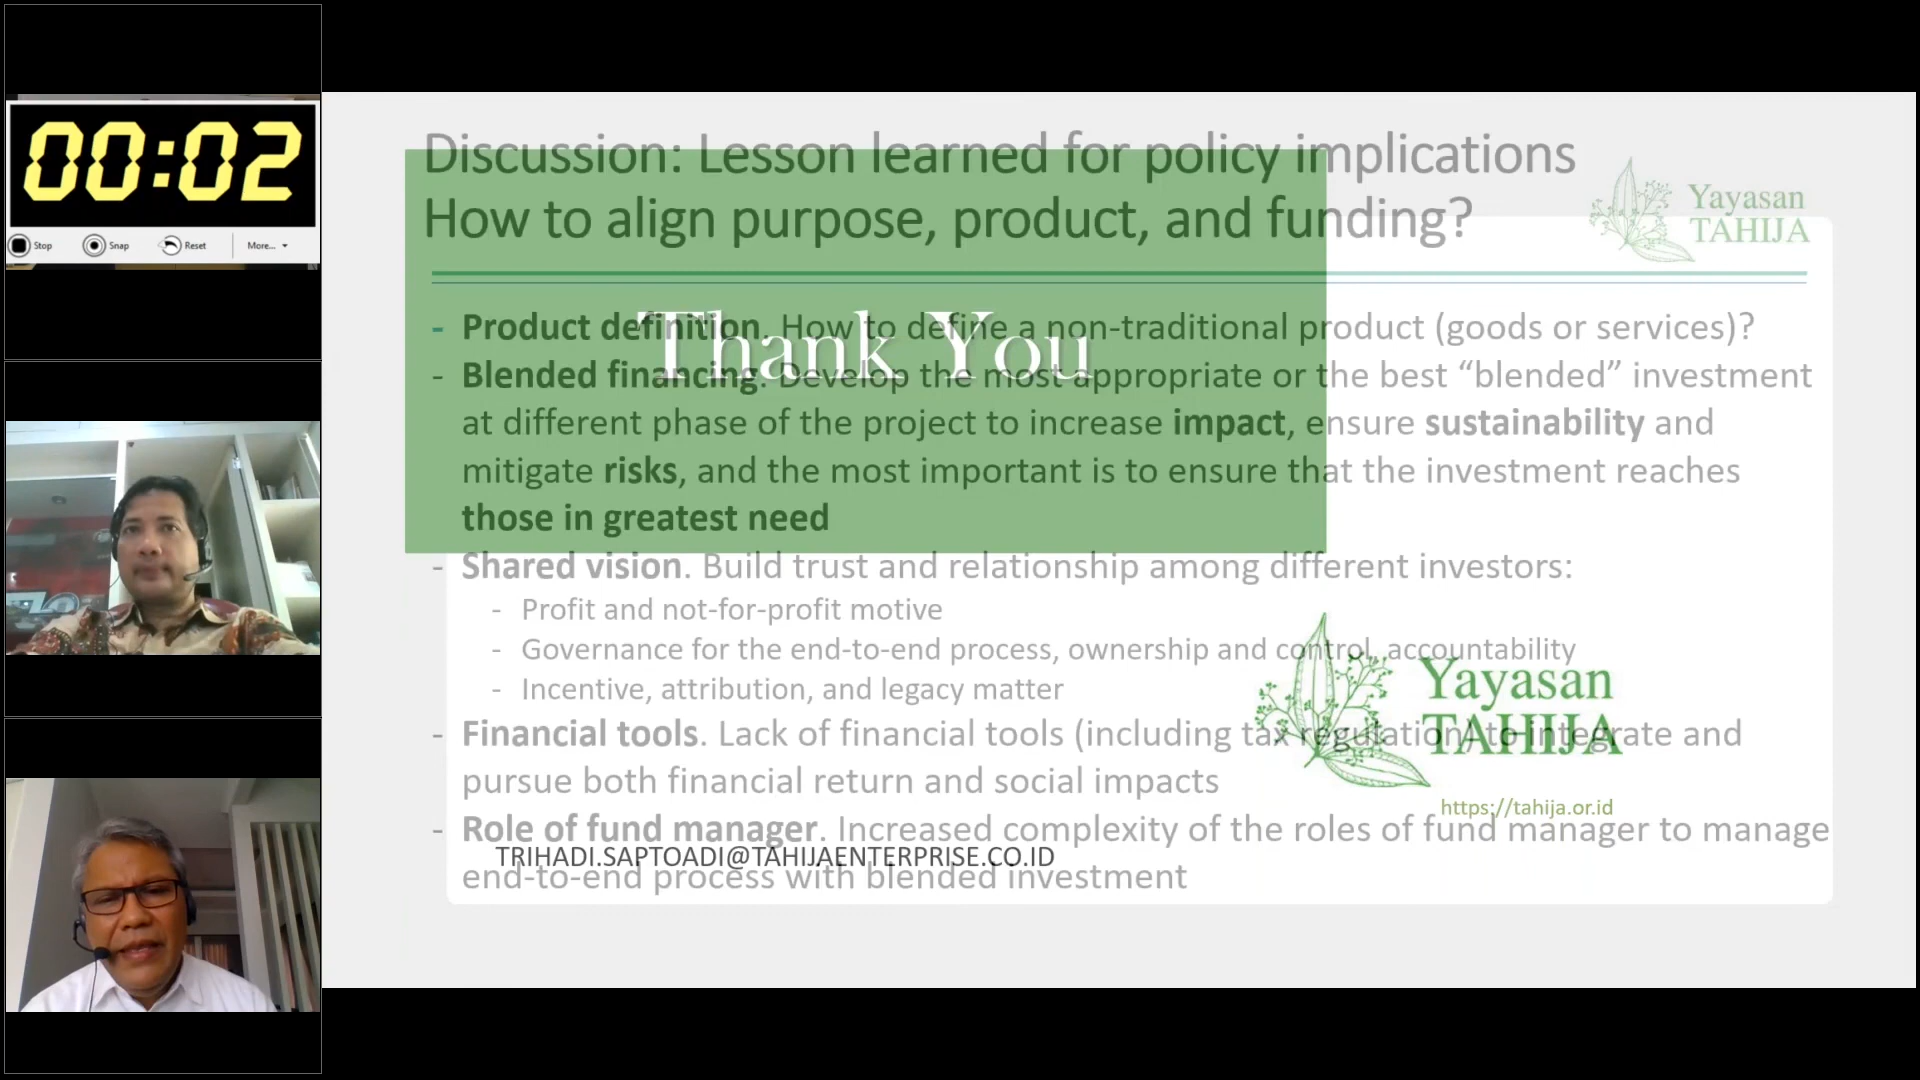 00:02
Stop Snap Reset More...
Discussion: Lesson learned for policy implications
How to align purpose, product, and funding?
Yayasan
TAHIJA
- Product definition. How to define a non-traditional product (goods or services)?
Thank You
- Blended financing. Develop the most appropriate or the best “blended” investment
at different phase of the project to increase impact, ensure sustainability and
mitigate risks, and the most important is to ensure that the investment reaches
those in greatest need
- Shared vision. Build trust and relationship among different investors:
- Profit and not-for-profit motive
- Governance for the end-to-end process, ownership and control, accountability
- Incentive, attribution, and legacy matter
Yayasan
TAHIJA
- Financial tools. Lack of financial tools (including tax regulation) to integrate and
pursue both financial return and social impacts
https://tahija.or.id
- Role of fund manager. Increased complexity of the roles of fund manager to manage
end-to-end process with blended investment
TRIHADI.SAPTOADI@TAHIJAENTERPRISE.CO.ID